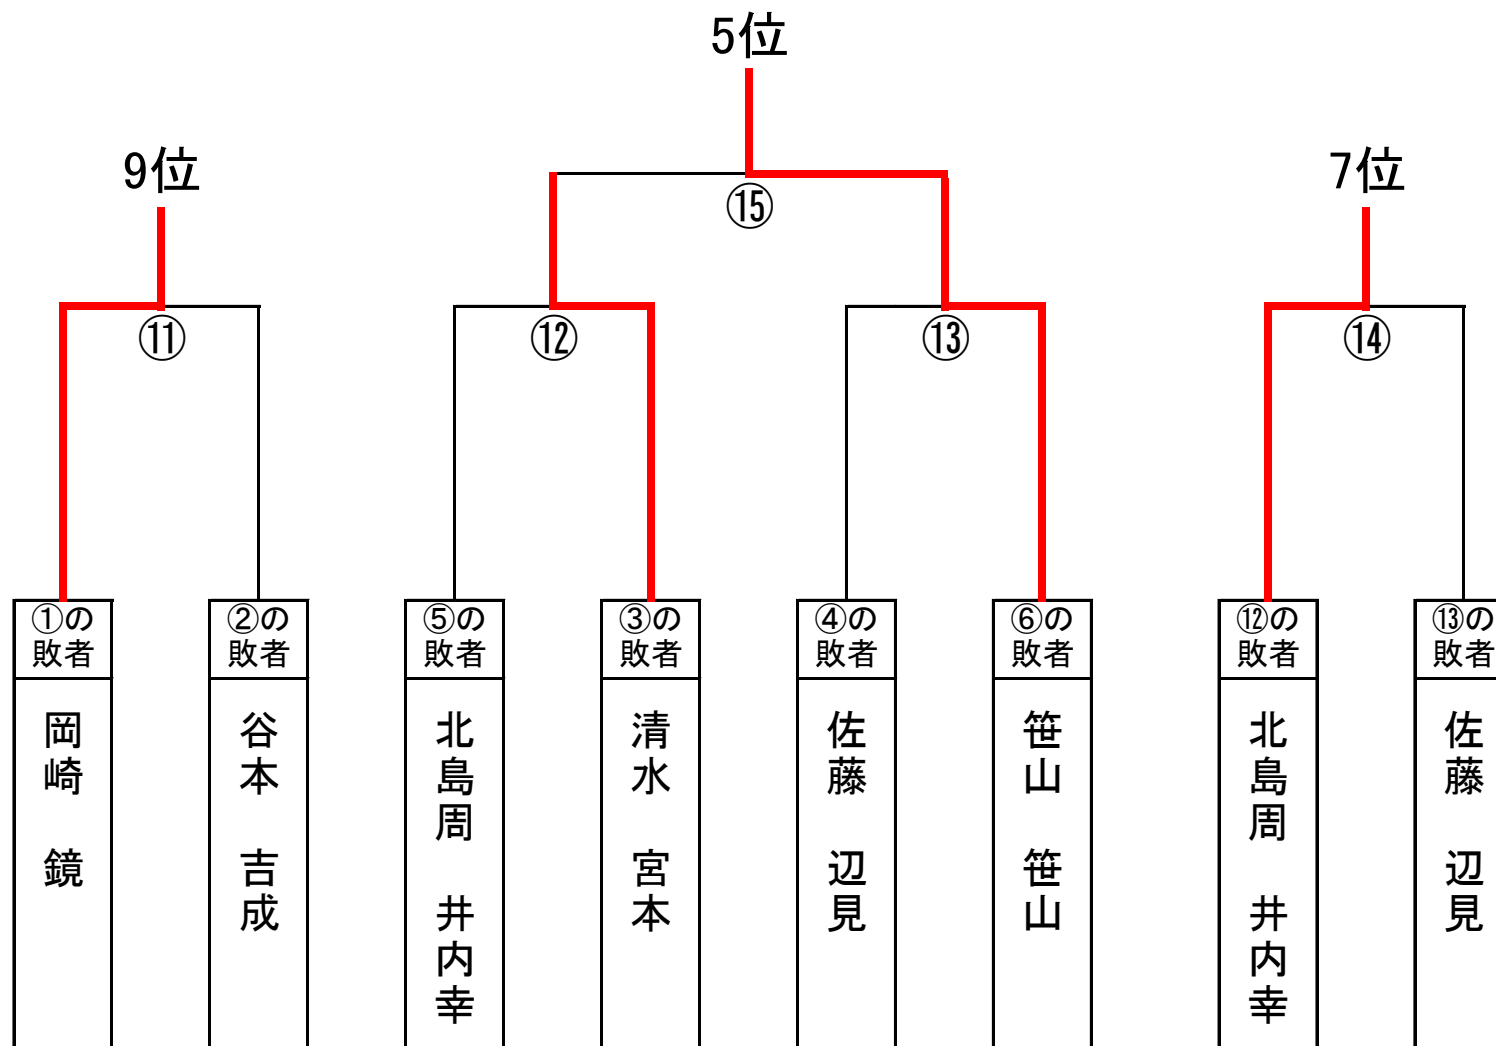 5位
9位
7位
⑮
⑪
⑫
⑬
⑭
①の
敗者
②の
敗者
⑤の
敗者
③の
敗者
④の
敗者
⑥の
敗者
⑫の
敗者
⑬の
敗者
岡崎 鏡
谷本 吉成
北島周 井内幸
清水 宮本
佐藤 辺見
笹山 笹山
北島周 井内幸
佐藤 辺見